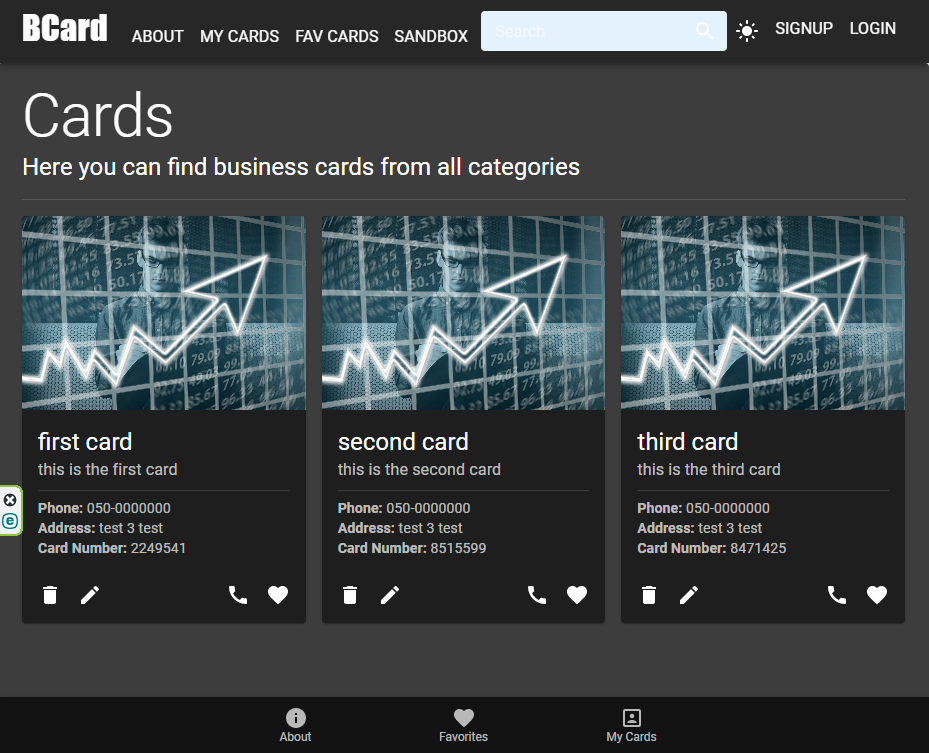 BCard
ABOUT MY CARDS FAV CARDS SANDBOX Search SIGNUP LOGIN
Cards
Here you can find business cards from all categories
first card
this is the first card
Phone: 050-0000000
Address: test 3 test
Card Number: 2249541
second card
this is the second card
Phone: 050-0000000
Address: test 3 test
Card Number: 8515599
third card
this is the third card
Phone: 050-0000000
Address: test 3 test
Card Number: 8471425
About Favorites My Cards